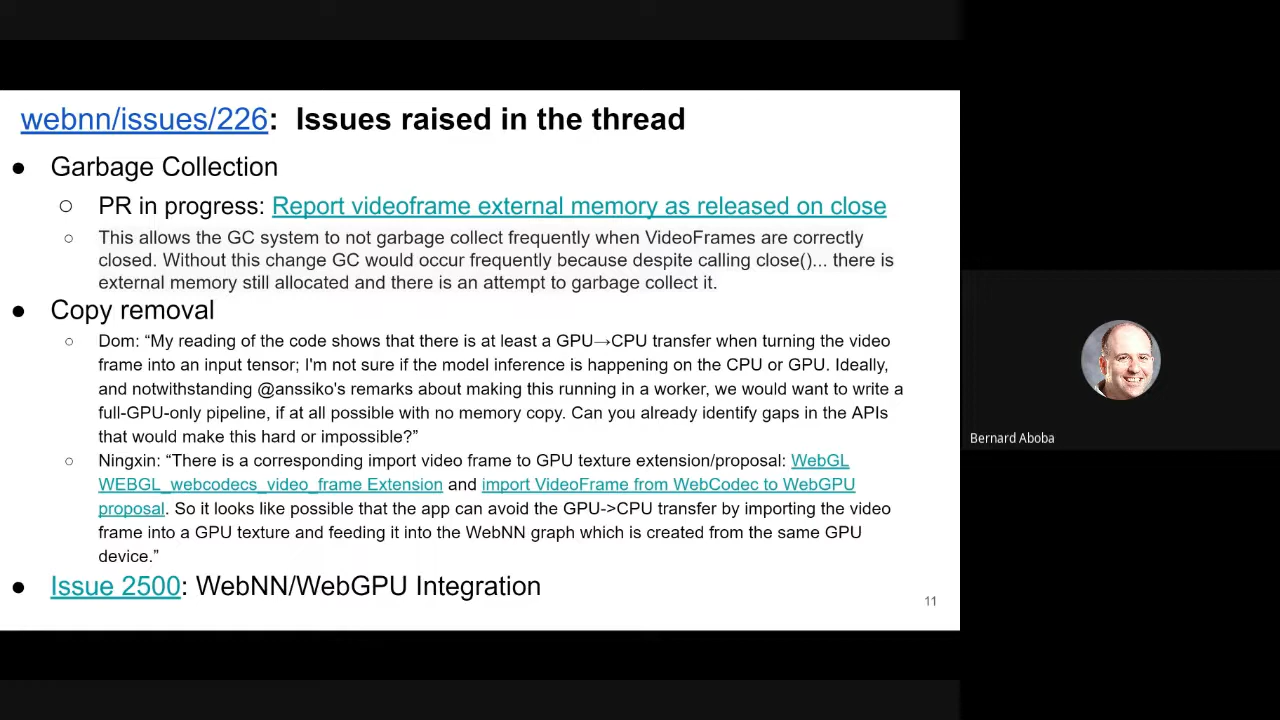 webnn/issues/226: Issues raised in the thread
● Garbage Collection
○ PR in progress: Report videoframe external memory as released on close
○ This allows the GC system to not garbage collect frequently when VideoFrames are correctly
closed. Without this change GC would occur frequently because despite calling close()... there is
external memory still allocated and there is an attempt to garbage collect it.
● Copy removal
○ Dom: “My reading of the code shows that there is at least a GPU→CPU transfer when turning the video
frame into an input tensor; I'm not sure if the model inference is happening on the CPU or GPU. Ideally,
and notwithstanding @anssiko's remarks about making this running in a worker, we would want to write a
full-GPU-only pipeline, if at all possible with no memory copy. Can you already identify gaps in the APIs
that would make this hard or impossible?”
○ Ningxin: “There is a corresponding import video frame to GPU texture extension/proposal: WebGL
WEBGL_webcodecs_video_frame Extension and import VideoFrame from WebCodec to WebGPU
proposal. So it looks like possible that the app can avoid the GPU->CPU transfer by importing the video
frame into a GPU texture and feeding it into the WebNN graph which is created from the same GPU
device.”
● Issue 2500: WebNN/WebGPU Integration
11
Bernard Aboba